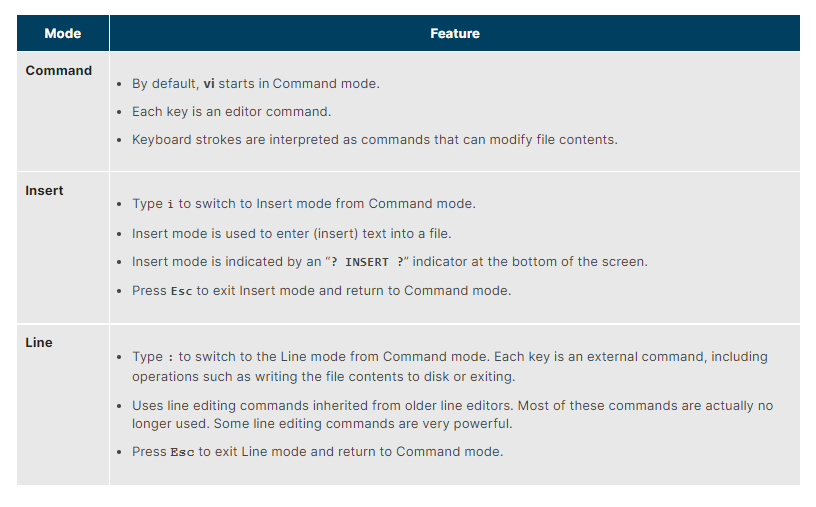 Mode Feature
Command
• By default, vi starts in Command mode.
• Each key is an editor command.
• Keyboard strokes are interpreted as commands that can modify file contents.
Insert
• Type i to switch to Insert mode from Command mode.
• Insert mode is used to enter (insert) text into a file.
• Insert mode is indicated by an “? INSERT ?” indicator at the bottom of the screen.
• Press Esc to exit Insert mode and return to Command mode.
Line
• Type : to switch to the Line mode from Command mode. Each key is an external command, including
operations such as writing the file contents to disk or exiting.
• Uses line editing commands inherited from older line editors. Most of these commands are actually no
longer used. Some line editing commands are very powerful.
• Press Esc to exit Line mode and return to Command mode.